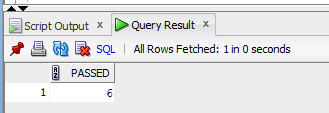 Script Output x Query Result x
SQL | All Rows Fetched: 1 in 0 seconds
PASSED
1 6